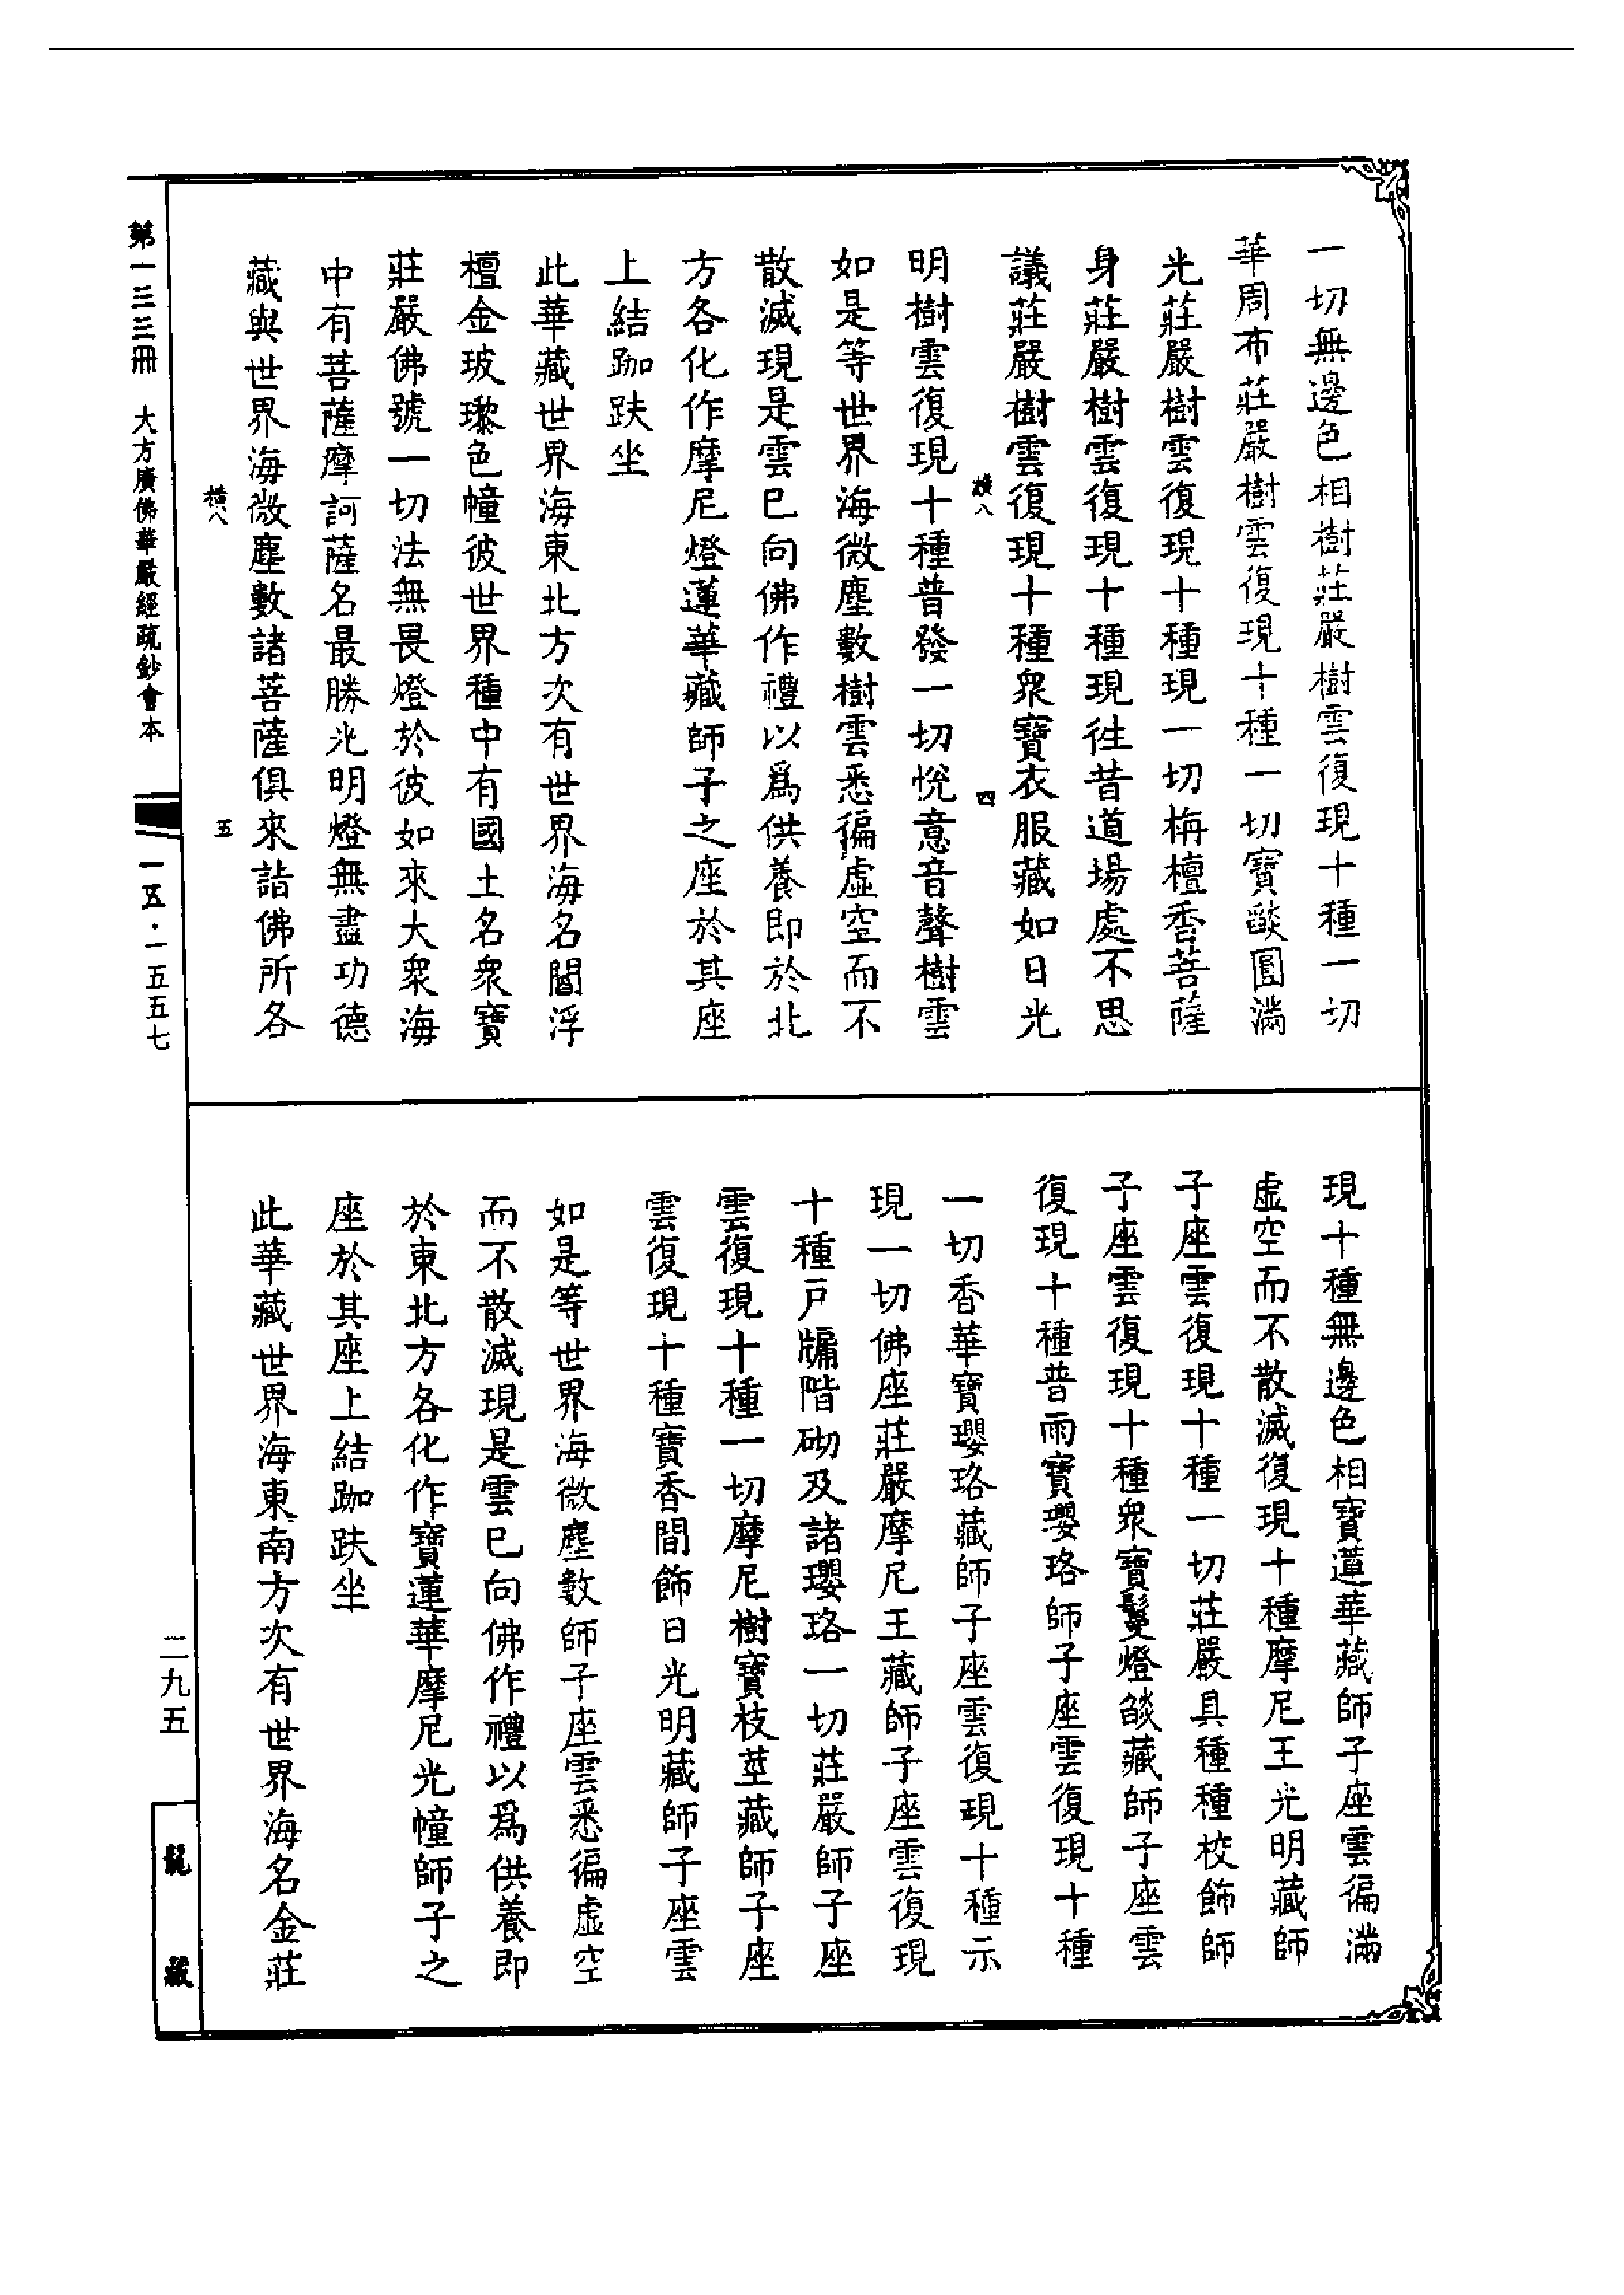 一切無邊色相樹莊嚴樹雲復現十種一切
華周布莊嚴樹雲復現十種一切寶𦦨圓滿
光莊嚴樹雲復現十種現一切栴檀香菩薩
身莊嚴樹雲復現十種現往昔道場處不思
議莊嚴樹雲復現十種衆寶衣服藏如日光
橫八
四
明樹雲復現十種普發一切悅意音聲樹雲
如是等世界海微塵數樹雲悉徧虛空而不
散滅現是雲已向佛作禮以爲供養即於北
方各化作摩尼燈蓮華藏師子之座於其座
上結跏趺坐
此華藏世界海東北方次有世界海名閻浮
檀金玻瓈色幢彼世界種中有國土名衆寶
莊嚴佛號一切法無畏燈於彼如來大衆海
中有菩薩摩訶薩名最勝光明燈無盡功德
藏與世界海微塵數諸菩薩俱來詣佛所各
橫八
五
現十種無邊色相寶蓮華藏師子座雲徧滿
虛空而不散滅復現十種摩尼王光明藏師
子座雲復現十種一切莊嚴具種種校飾師
子座雲復現十種衆寶鬘燈𦦨藏師子座雲
復現十種普雨寶瓔珞師子座雲復現十種
一切香華寶瓔珞藏師子座雲復現十種示
現一切佛座莊嚴摩尼王藏師子座雲復現
十種戶牖階砌及諸瓔珞一切莊嚴師子座
雲復現十種一切摩尼樹寶枝莖藏師子座
雲復現十種寶香間飾日光明藏師子座雲
如是等世界海微塵數師子座雲悉徧虛空
而不散滅現是雲已向佛作禮以爲供養即
於東北方各化作寶蓮華摩尼光幢師子之
座於其座上結跏趺坐
此華藏世界海東南方次有世界海名金莊
第一三三冊 大方廣佛華嚴經疏鈔會本
一五·一五五七
二九五
龍藏